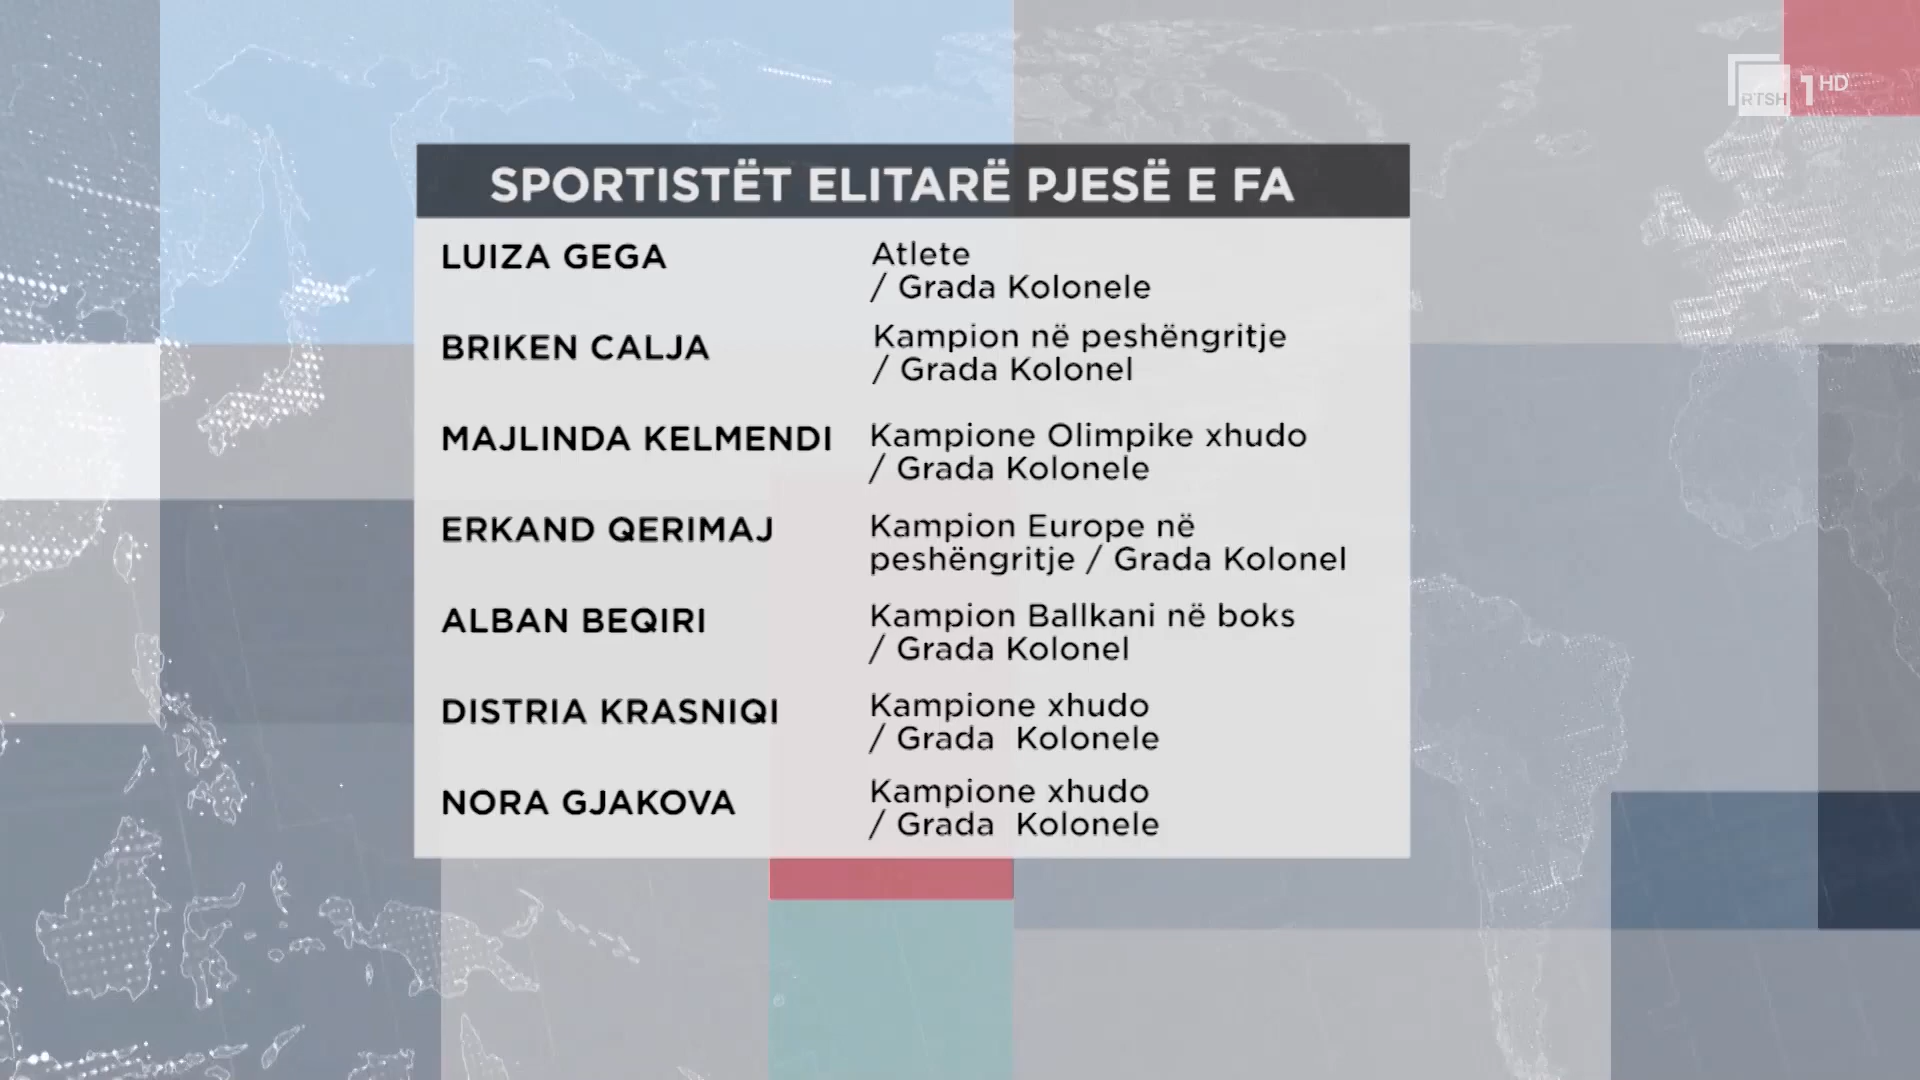 RTSH 1 HD
SPORTISTËT ELITARË PJESË E FA
LUIZA GEGA
Atlete
/ Grada Kolonele
BRIKEN CALJA
Kampion në peshëngritje
/ Grada Kolonel
MAJLINDA KELMENDI
Kampione Olimpike xhudo
/ Grada Kolonele
ERKAND QERIMAJ
Kampion Europe në
peshëngritje / Grada Kolonel
ALBAN BEQIRI
Kampion Ballkani në boks
/ Grada Kolonel
DISTRIA KRASNIQI
Kampione xhudo
/ Grada  Kolonele
NORA GJAKOVA
Kampione xhudo
/ Grada  Kolonele